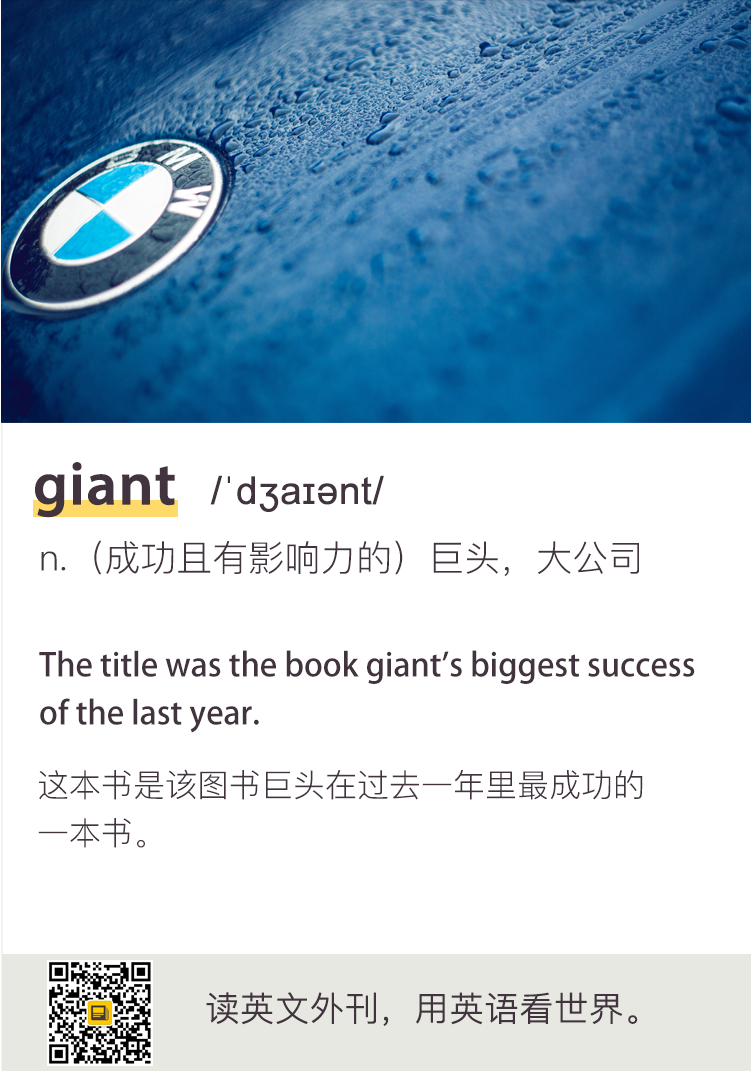 BMW
giant /ˈdʒaɪənt/
n.（成功且有影响力的）巨头，大公司
The title was the book giant’s biggest success
of the last year.
这本书是该图书巨头在过去一年里最成功的
一本书。
读英文外刊，用英语看世界。